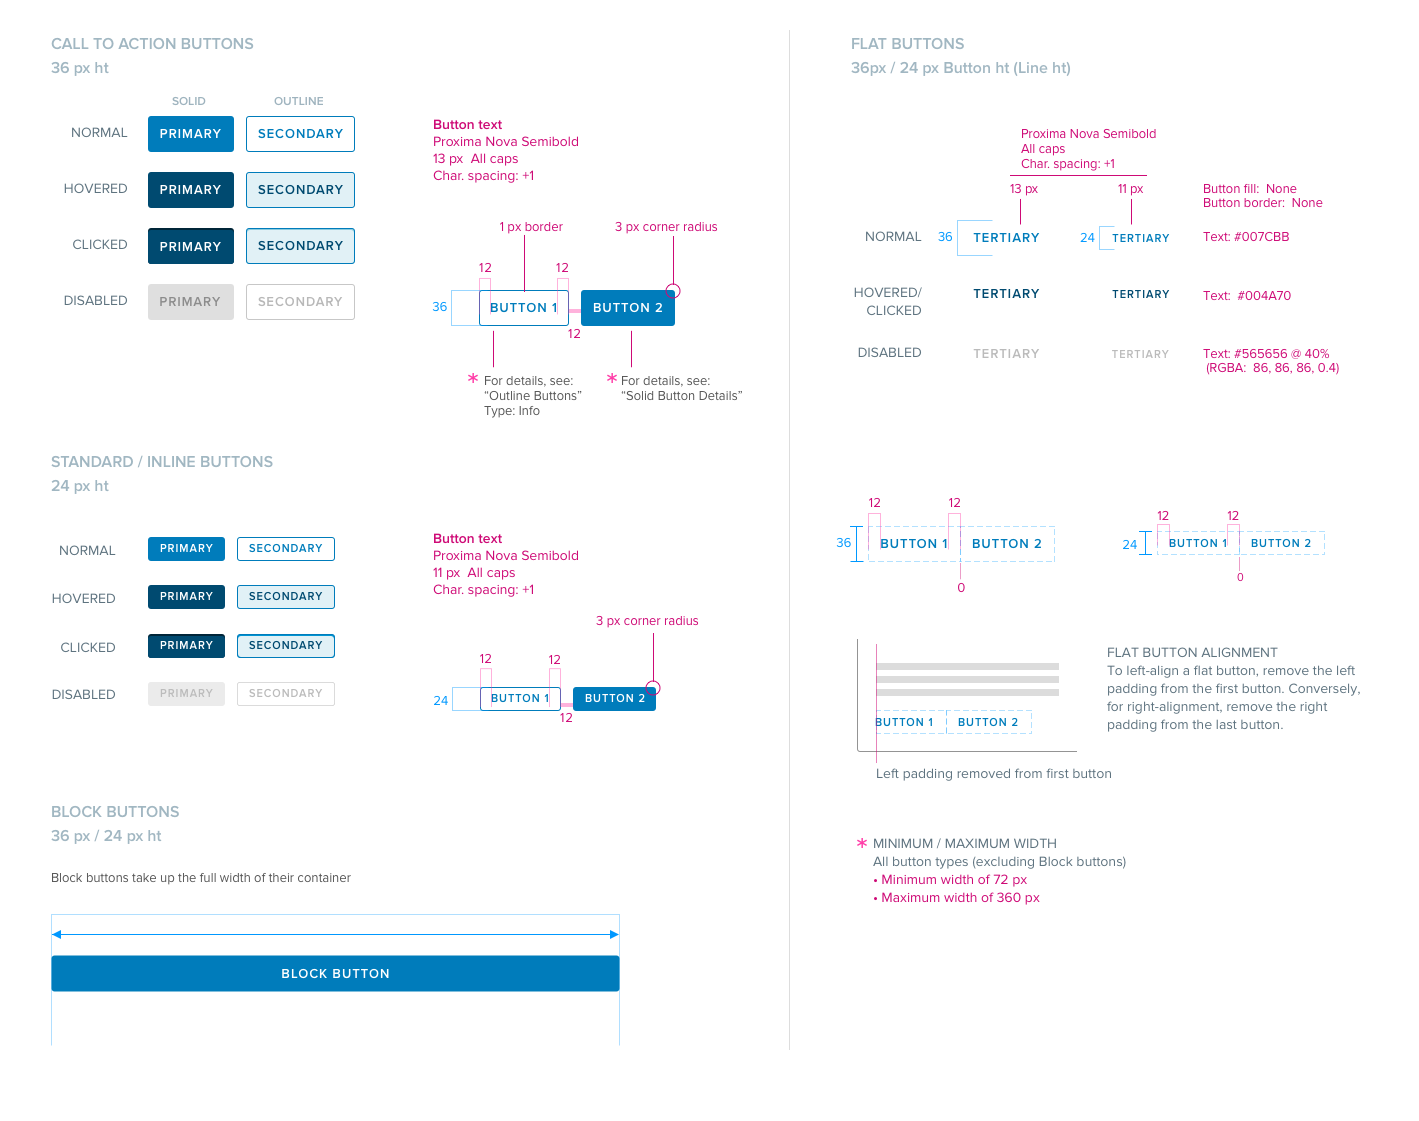 CALL TO ACTION BUTTONS
36 px ht
SOLID
OUTLINE
NORMAL
PRIMARY
SECONDARY
HOVERED
PRIMARY
SECONDARY
CLICKED
PRIMARY
SECONDARY
DISABLED
PRIMARY
SECONDARY
Button text
Proxima Nova Semibold
13 px  All caps
Char. spacing: +1
1 px border
3 px corner radius
12
12
36
BUTTON 1
BUTTON 2
12
* For details, see:
“Outline Buttons”
Type: Info
* For details, see:
“Solid Button Details”
STANDARD / INLINE BUTTONS
24 px ht
NORMAL
PRIMARY
SECONDARY
HOVERED
PRIMARY
SECONDARY
CLICKED
PRIMARY
SECONDARY
DISABLED
PRIMARY
SECONDARY
Button text
Proxima Nova Semibold
11 px  All caps
Char. spacing: +1
3 px corner radius
12
12
24
BUTTON 1
BUTTON 2
12
BLOCK BUTTONS
36 px / 24 px ht
Block buttons take up the full width of their container
BLOCK BUTTON
FLAT BUTTONS
36px / 24 px Button ht (Line ht)
Proxima Nova Semibold
All caps
Char. spacing: +1
13 px
11 px
Button fill:  None
Button border:  None
NORMAL
36
TERTIARY
24
TERTIARY
Text: #007CBB
HOVERED/
CLICKED
TERTIARY
TERTIARY
Text:  #004A70
DISABLED
TERTIARY
TERTIARY
Text: #565656 @ 40%
(RGBA:  86, 86, 86, 0.4)
12
12
36
BUTTON 1
BUTTON 2
0
12
12
24
BUTTON 1
BUTTON 2
0
BUTTON 1
BUTTON 2
Left padding removed from first button
FLAT BUTTON ALIGNMENT
To left-align a flat button, remove the left
padding from the first button. Conversely,
for right-alignment, remove the right
padding from the last button.
* MINIMUM / MAXIMUM WIDTH
All button types (excluding Block buttons)
• Minimum width of 72 px
• Maximum width of 360 px